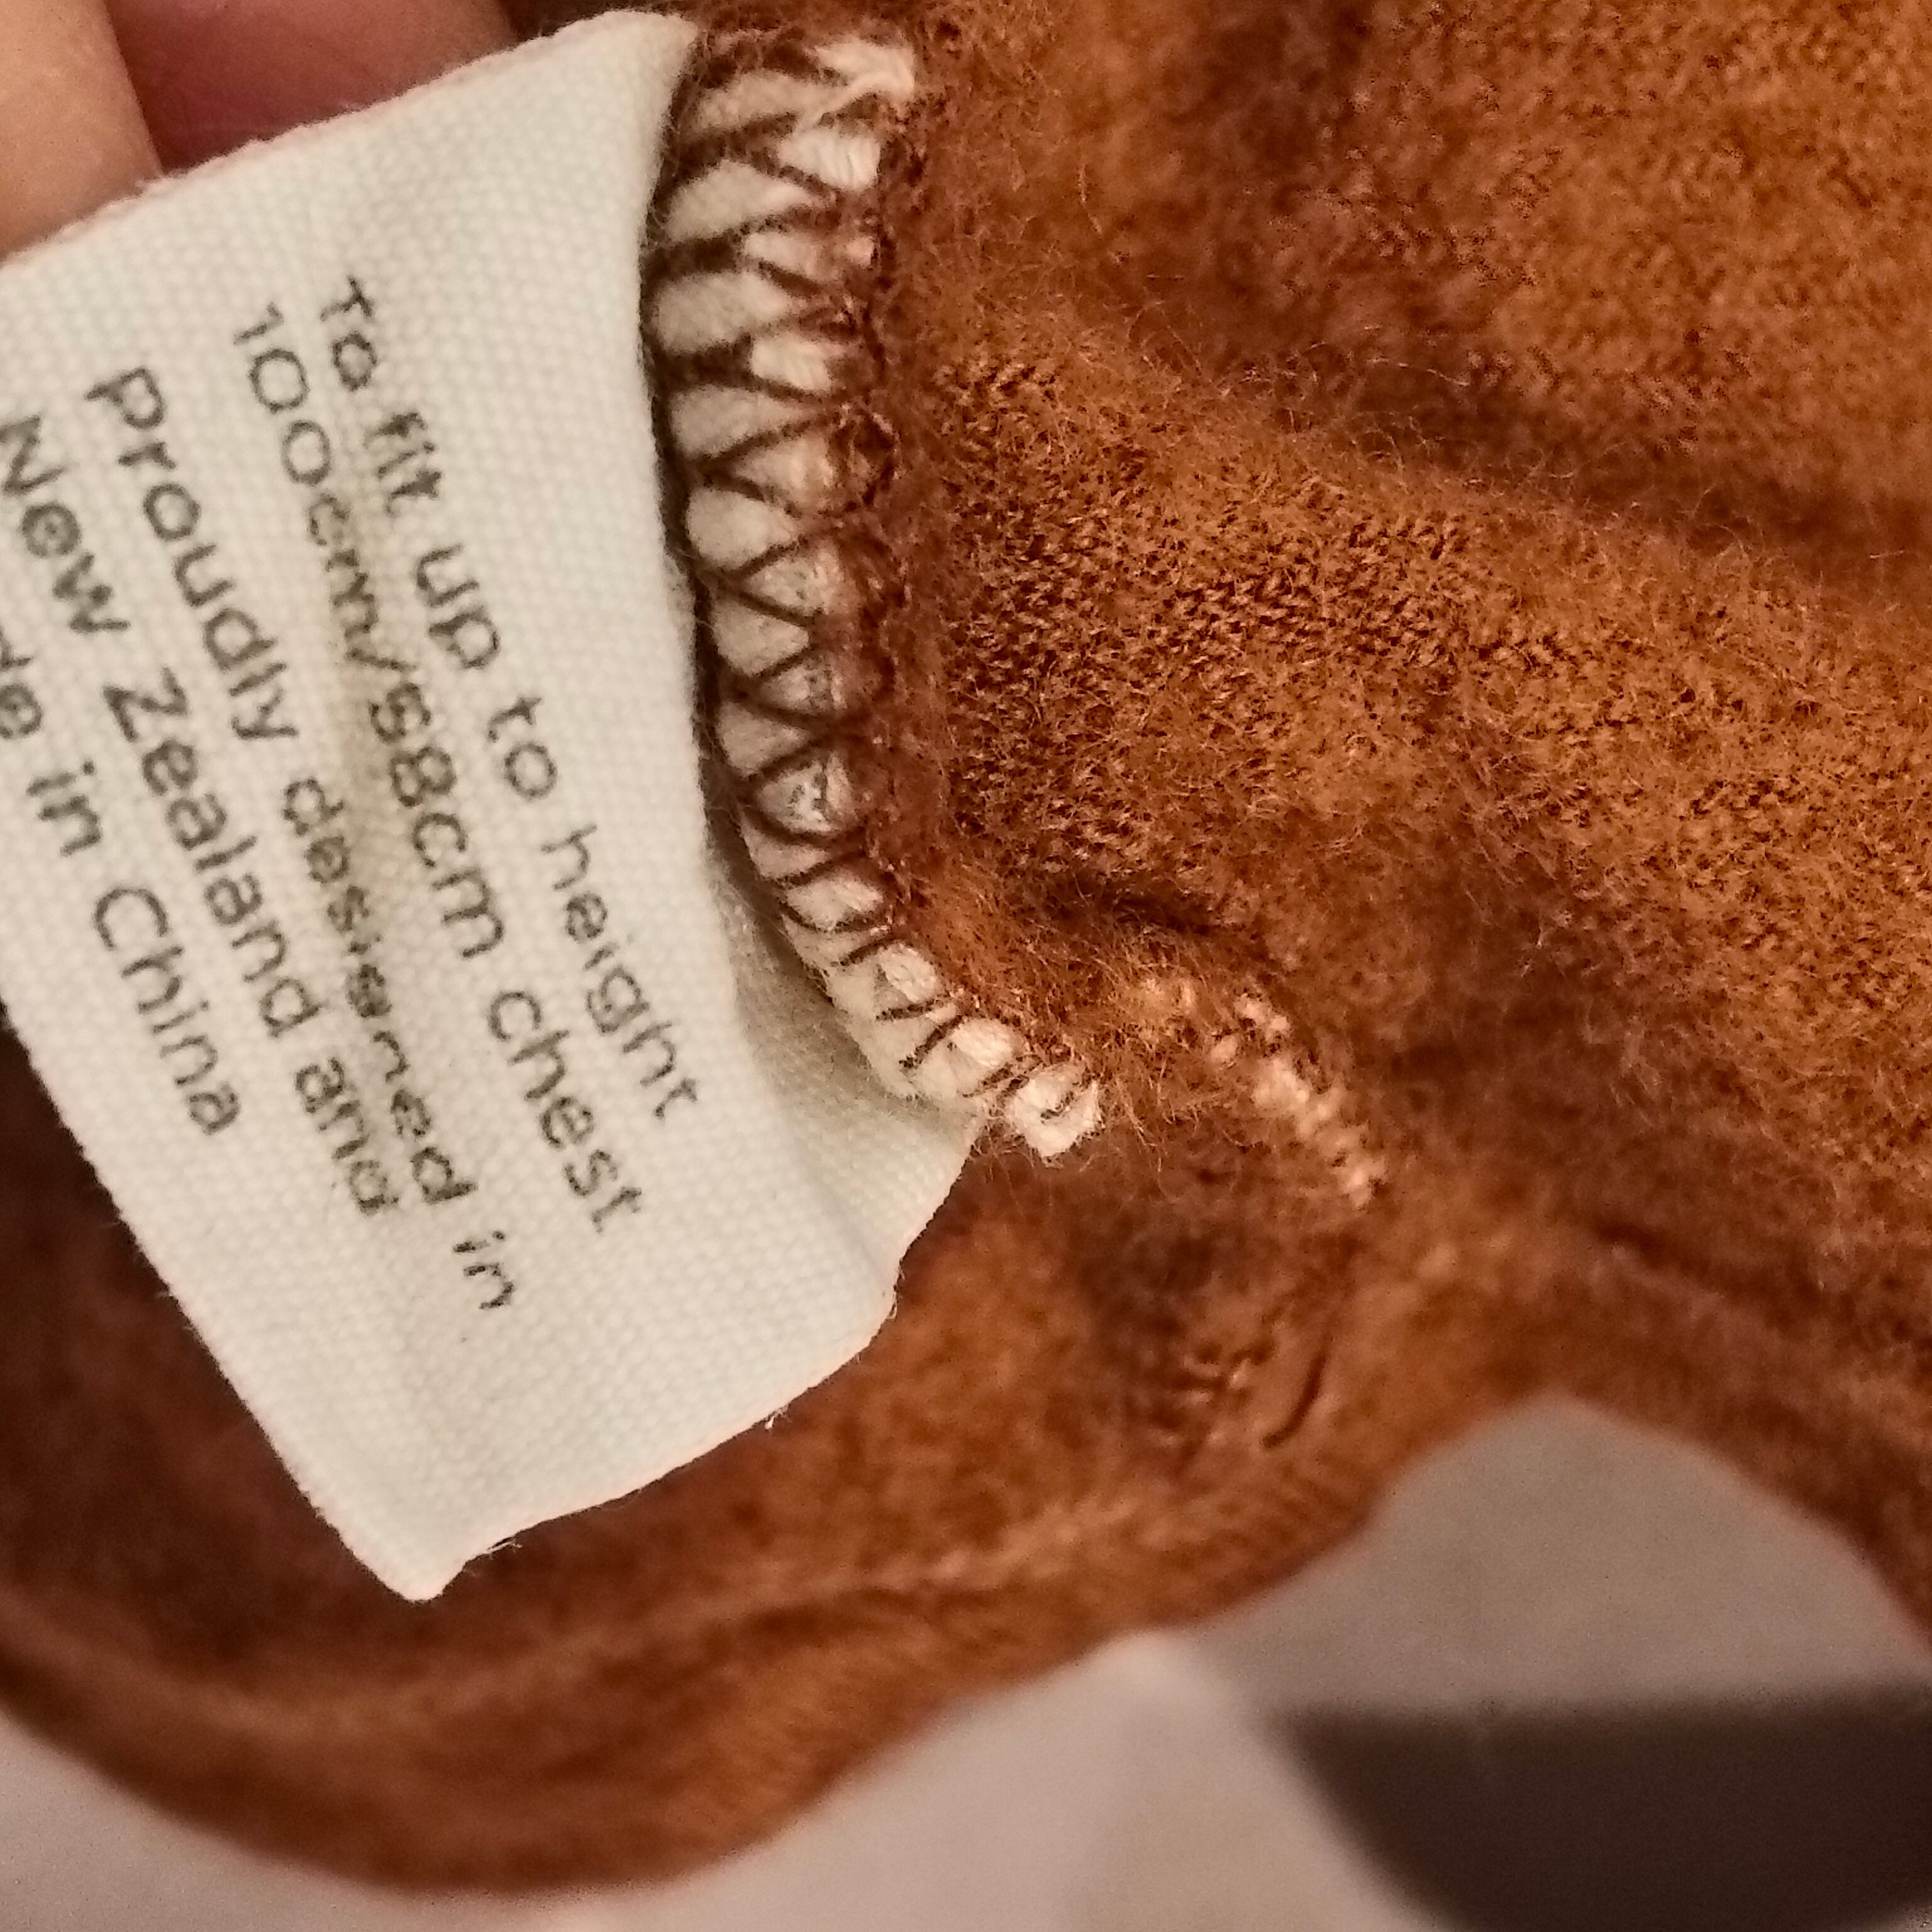 To fit up to height
100cm/58cm chest
Proudly designed in
New Zealand and
in China